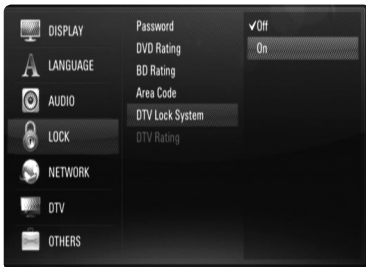 DISPLAY
LANGUAGE
AUDIO
LOCK
NETWORK
DTV
OTHERS
Password
DVD Rating
BD Rating
Area Code
DTV Lock System
DTV Rating
✓Off
On